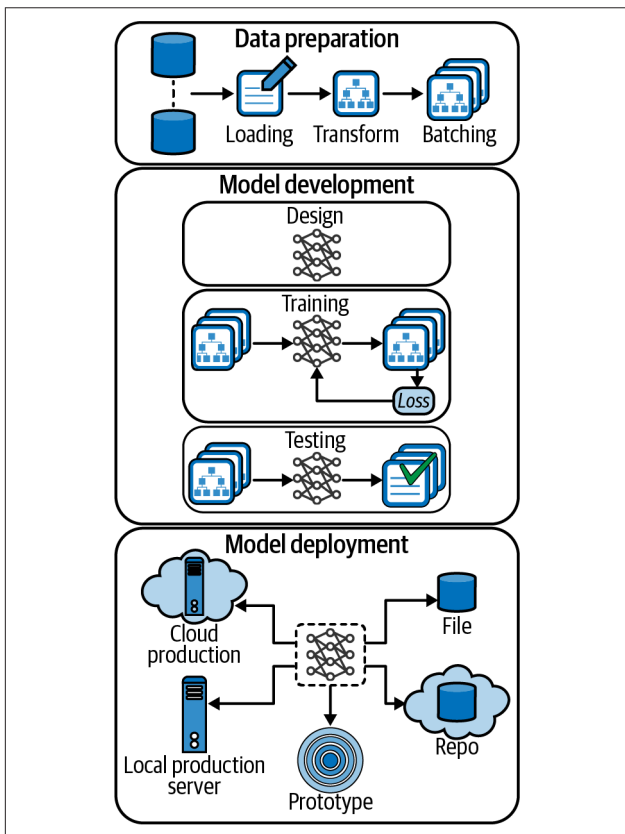 Data preparation
Loading
Transform
Batching
Model development
Design
Training
Loss
Testing
Model deployment
Cloud
production
File
Local production
server
Prototype
Repo